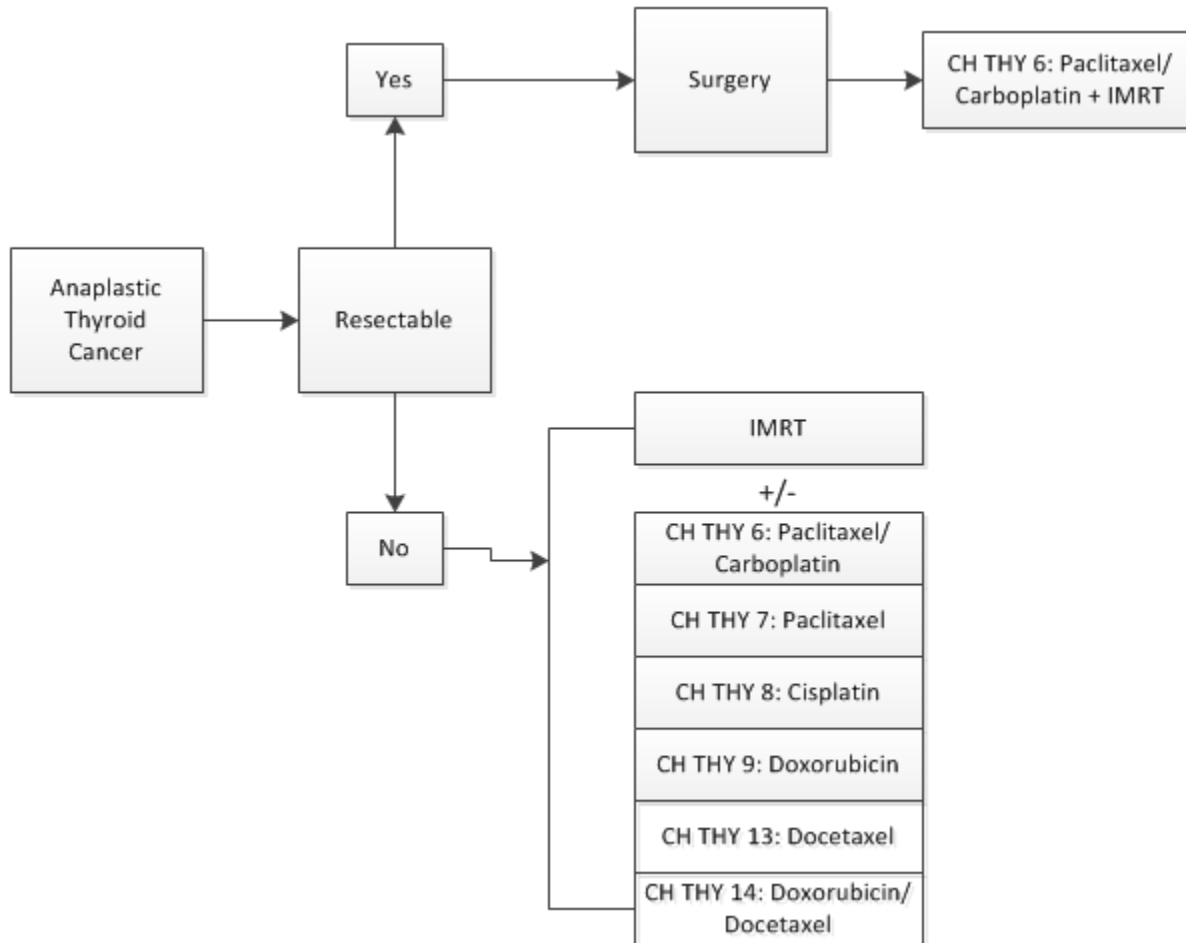 Yes
Surgery
CH THY 6: Paclitaxel/
Carboplatin + IMRT
Anaplastic
Thyroid
Cancer
Resectable
IMRT
+/-
No
CH THY 6: Paclitaxel/
Carboplatin
CH THY 7: Paclitaxel
CH THY 8: Cisplatin
CH THY 9: Doxorubicin
CH THY 13: Docetaxel
CH THY 14: Doxorubicin/
Docetaxel